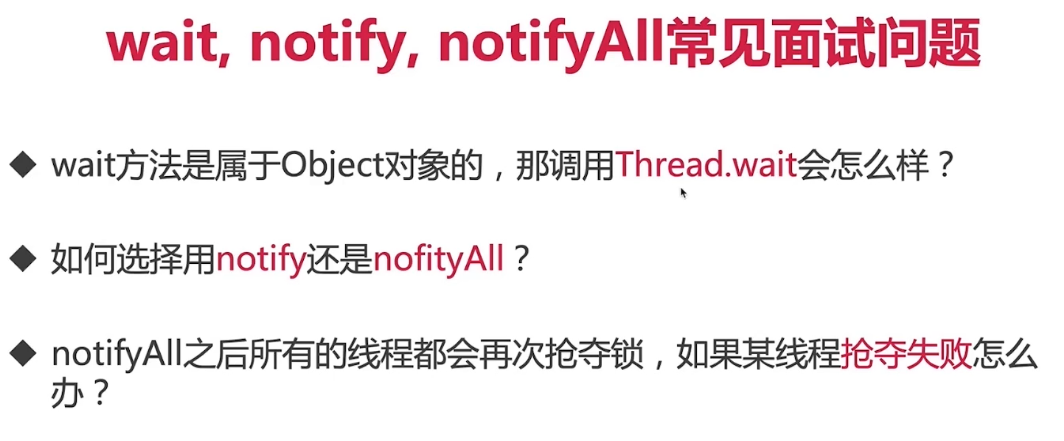 wait, notify, notifyAll常见面试问题
◆ wait方法是属于Object对象的，那调用Thread.wait会怎么样？
◆ 如何选择用notify还是nofityAll？
◆ notifyAll之后所有的线程都会再次抢夺锁，如果某线程抢夺失败怎么
办？